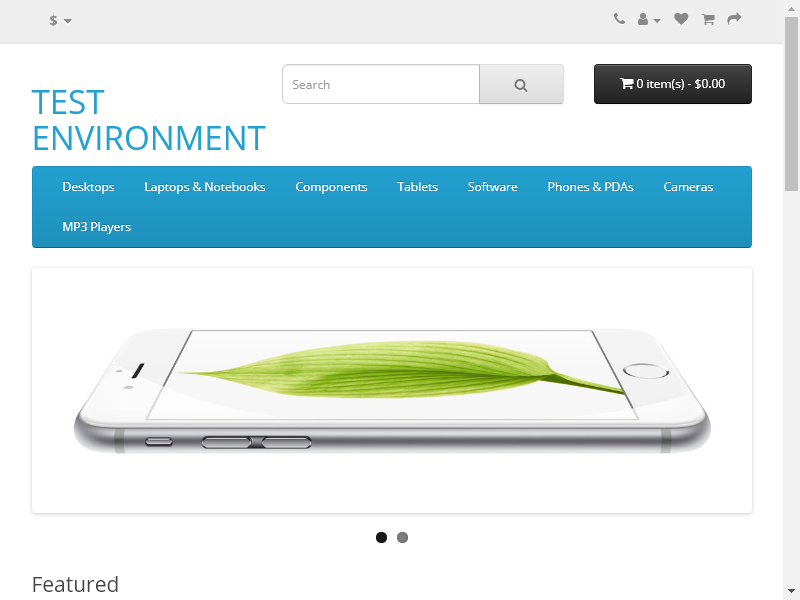 $
TEST ENVIRONMENT
Search
0 item(s) - $0.00
Desktops
Laptops & Notebooks
Components
Tablets
Software
Phones & PDAs
Cameras
MP3 Players
Featured